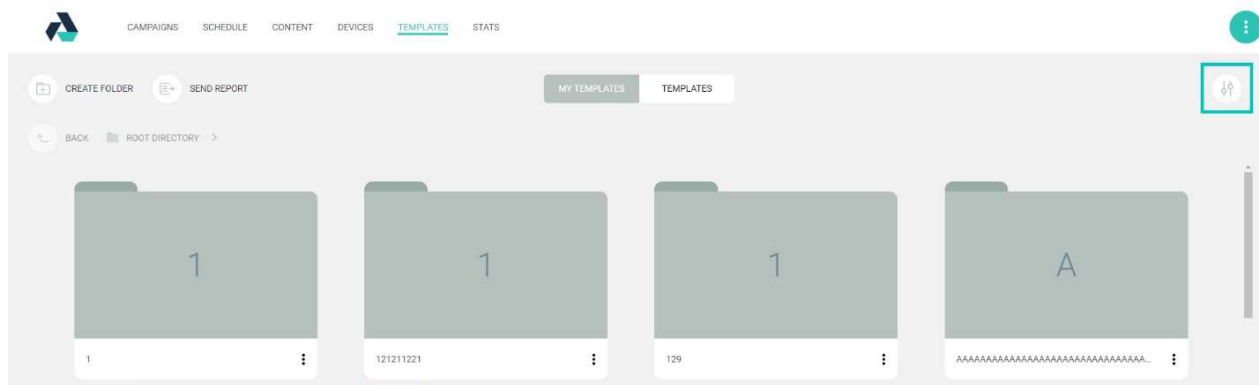 CAMPAIGNS SCHEDULE CONTENT DEVICES TEMPLATES STATS
CREATE FOLDER SEND REPORT MY TEMPLATES TEMPLATES
BACK ROOT DIRECTORY >
1 1 1 A
1 121211221 129 AAAAAAAAAAAAAAAAAAAAAAAAAAAAAAAA...